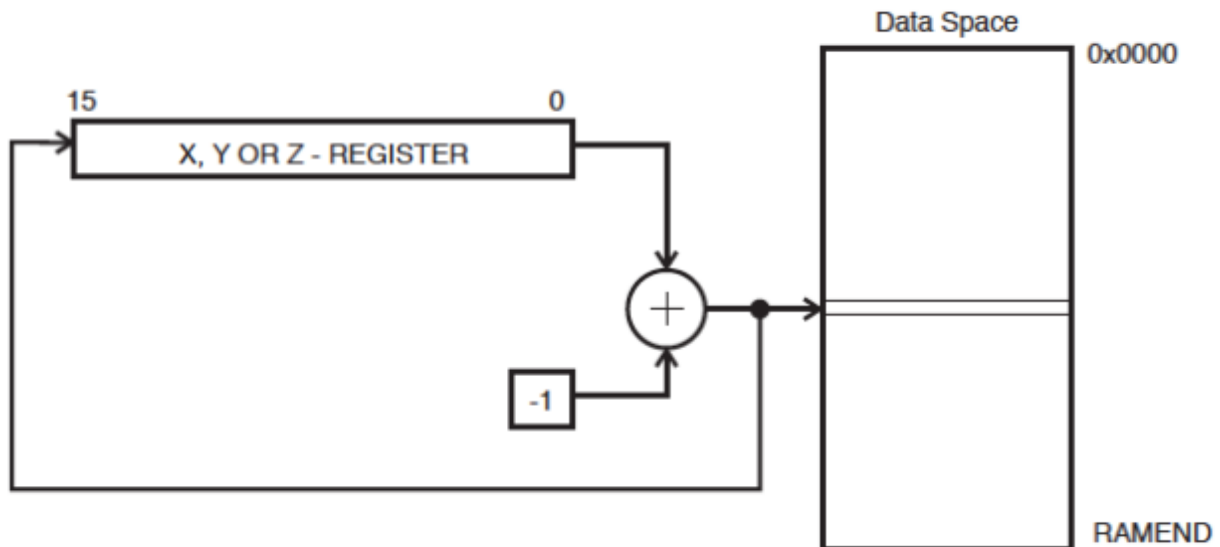 Data Space
0x0000
15
0
X, Y OR Z - REGISTER
+
-1
RAMEND